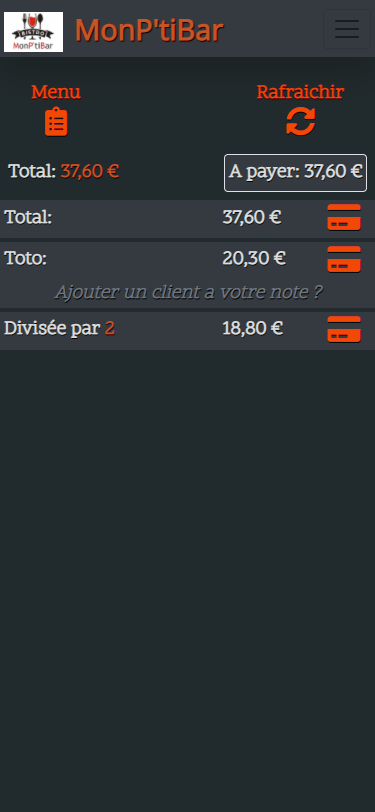 BISTRO
MonP'tiBar
MonP'tiBar
Menu
Rafraichir
Total: 37,60 €
A payer: 37,60 €
Total: 37,60 €
Toto: 20,30 €
Ajouter un client a votre note ?
Divisée par 2 18,80 €